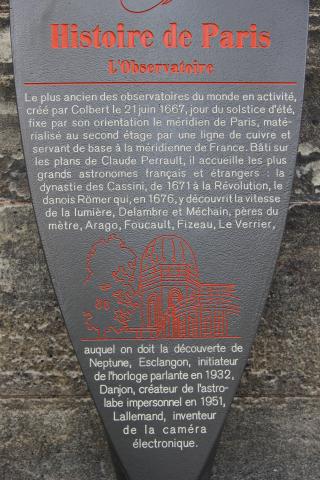 Histoire de Paris
L'Observatoire
Le plus ancien des observatoires du monde en activité,
créé par Colbert le 21 juin 1667, jour du solstice d'été,
fixe par son orientation le méridien de Paris, maté-
rialisé au second étage par une ligne de cuivre et
servant de base à la méridienne de France. Bâti sur
les plans de Claude Perrault, il accueille les plus
grands astronomes français et étrangers : la
dynastie des Cassini, de 1671 à la Révolution, le
danois Römer qui, en 1676, y découvrit la vitesse
de la lumière, Delambre et Méchain, pères du
mètre, Arago, Foucault, Fizeau, Le Verrier,
auquel on doit la découverte de
Neptune, Esclangon, initiateur
de l'horloge parlante en 1932,
Danjon, créateur de l'astro-
labe impersonnel en 1951,
Lallemand, inventeur
de la caméra
électronique.